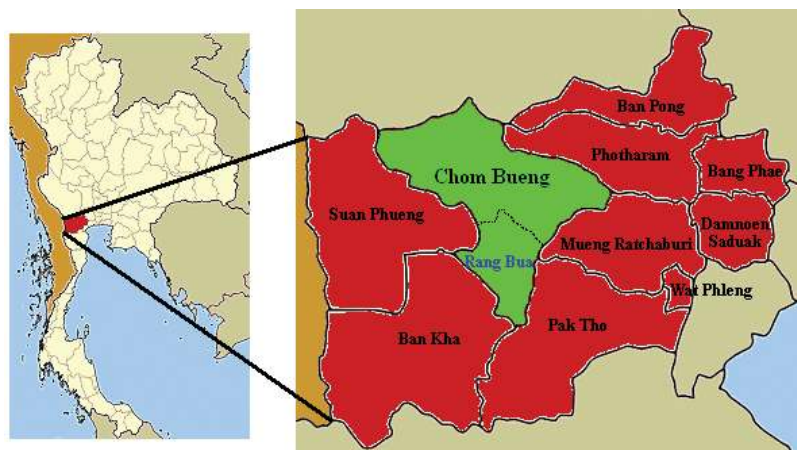 Ban Pong
Photharam
Bang Phae
Chom Bueng
Suan Phueng
Damnoen
Saduak
Mueng Ratchaburi
Rang Bua
Wat Phleng
Pak Tho
Ban Kha